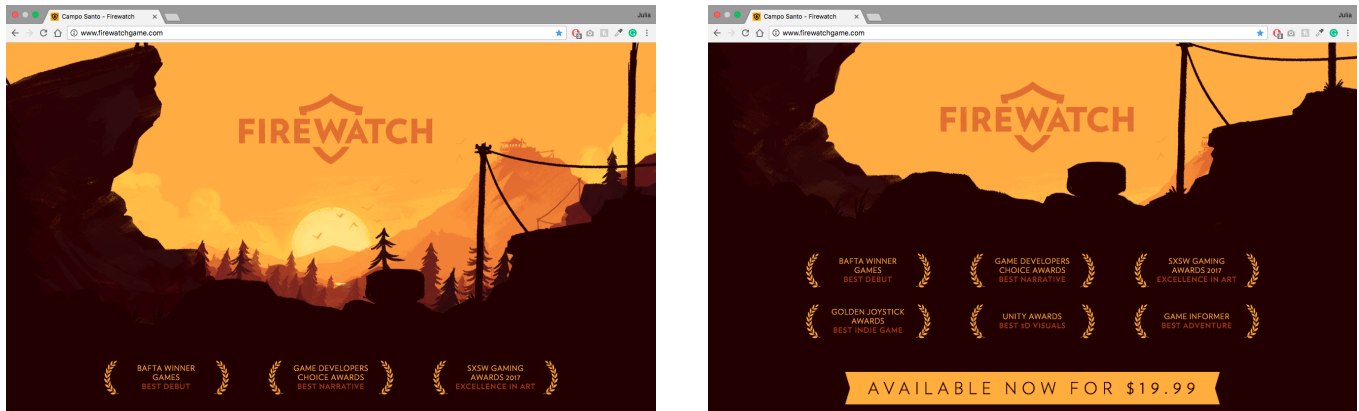 Campo Santo - Firewatch
Julia
www.firewatchgame.com
FIREWATCH
BAFTA WINNER
GAMES
BEST DEBUT
GAME DEVELOPERS
CHOICE AWARDS
BEST NARRATIVE
SXSW GAMING
AWARDS 2017
EXCELLENCE IN ART
Campo Santo - Firewatch
Julia
www.firewatchgame.com
FIREWATCH
BAFTA WINNER
GAMES
BEST DEBUT
GAME DEVELOPERS
CHOICE AWARDS
BEST NARRATIVE
SXSW GAMING
AWARDS 2017
EXCELLENCE IN ART
GOLDEN JOYSTICK
AWARDS
BEST INDIE GAME
UNITY AWARDS
BEST 3D VISUALS
GAME INFORMER
BEST ADVENTURE
AVAILABLE NOW FOR $19.99